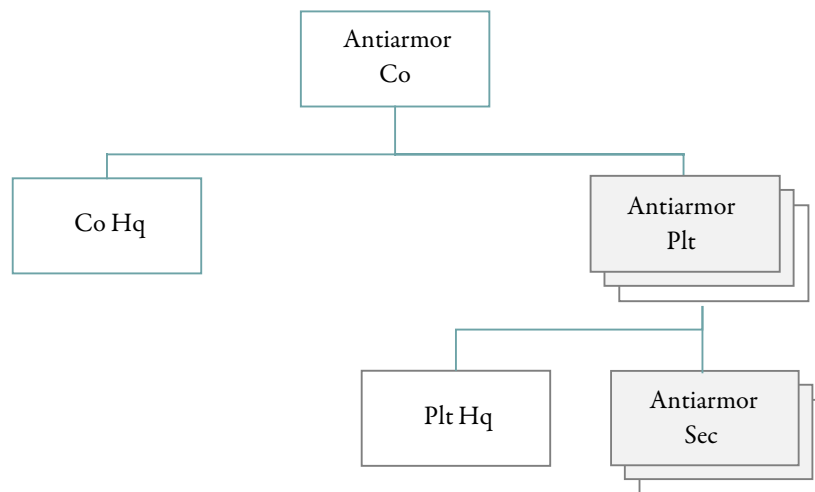 Antiarmor
Co
Co Hq
Antiarmor
Plt
Plt Hq
Antiarmor
Sec